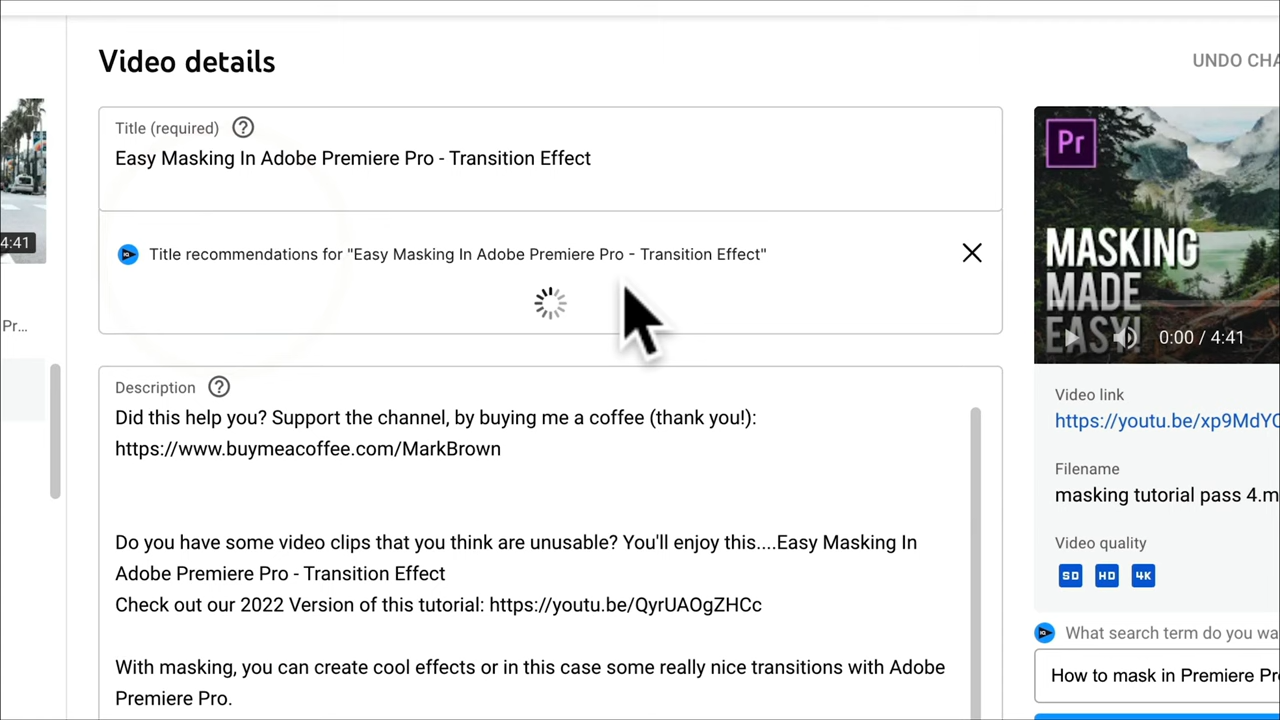 Video details
UNDO CHA
Title (required)
Easy Masking In Adobe Premiere Pro - Transition Effect
Title recommendations for "Easy Masking In Adobe Premiere Pro - Transition Effect"
4:41
Pr...
Description
Did this help you? Support the channel, by buying me a coffee (thank you!):
https://www.buymeacoffee.com/MarkBrown
Do you have some video clips that you think are unusable? You'll enjoy this....Easy Masking In
Adobe Premiere Pro - Transition Effect
Check out our 2022 Version of this tutorial: https://youtu.be/QyrUAOgZHCc
With masking, you can create cool effects or in this case some really nice transitions with Adobe
Premiere Pro.
Pr
MASKING
MADE
EASY!
0:00 / 4:41
Video link
https://youtu.be/xp9MdYC
Filename
masking tutorial pass 4.m
Video quality
SD HD 4K
What search term do you wa
How to mask in Premiere Pr